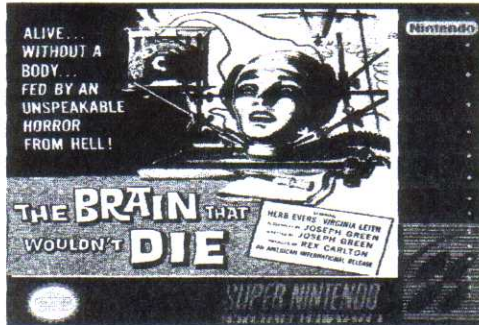 ALIVE...
WITHOUT A
BODY...
FED BY AN
UNSPEAKABLE
HORROR
FROM HELL!
Nintendo
C
THE BRAIN THAT
WOULDN'T DIE
HERB EVERS VIRGINIA LEITH
JOSEPH GREEN
JOSEPH GREEN
REX CARLTON
AN AMERICAN INTERNATIONAL RELEASE
SUPER NINTENDO